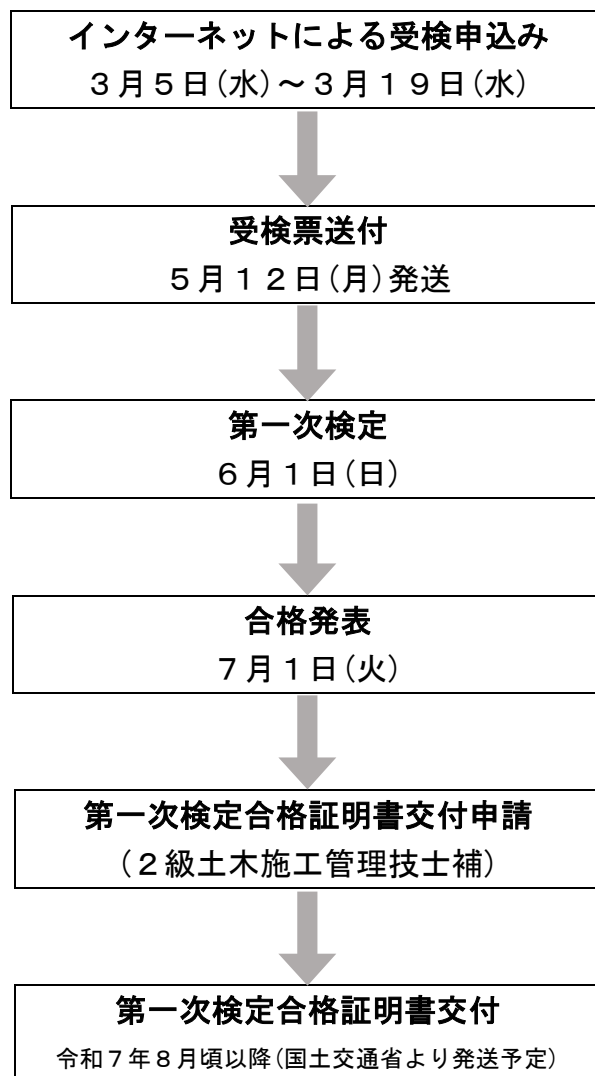 インターネットによる受検申込み
３月５日(水)～３月１９日(水)
受検票送付
５月１２日(月)発送
第一次検定
６月１日(日)
合格発表
７月１日(火)
第一次検定合格証明書交付申請
（２級土木施工管理技士補）
第一次検定合格証明書交付
令和７年８月頃以降(国土交通省より発送予定)